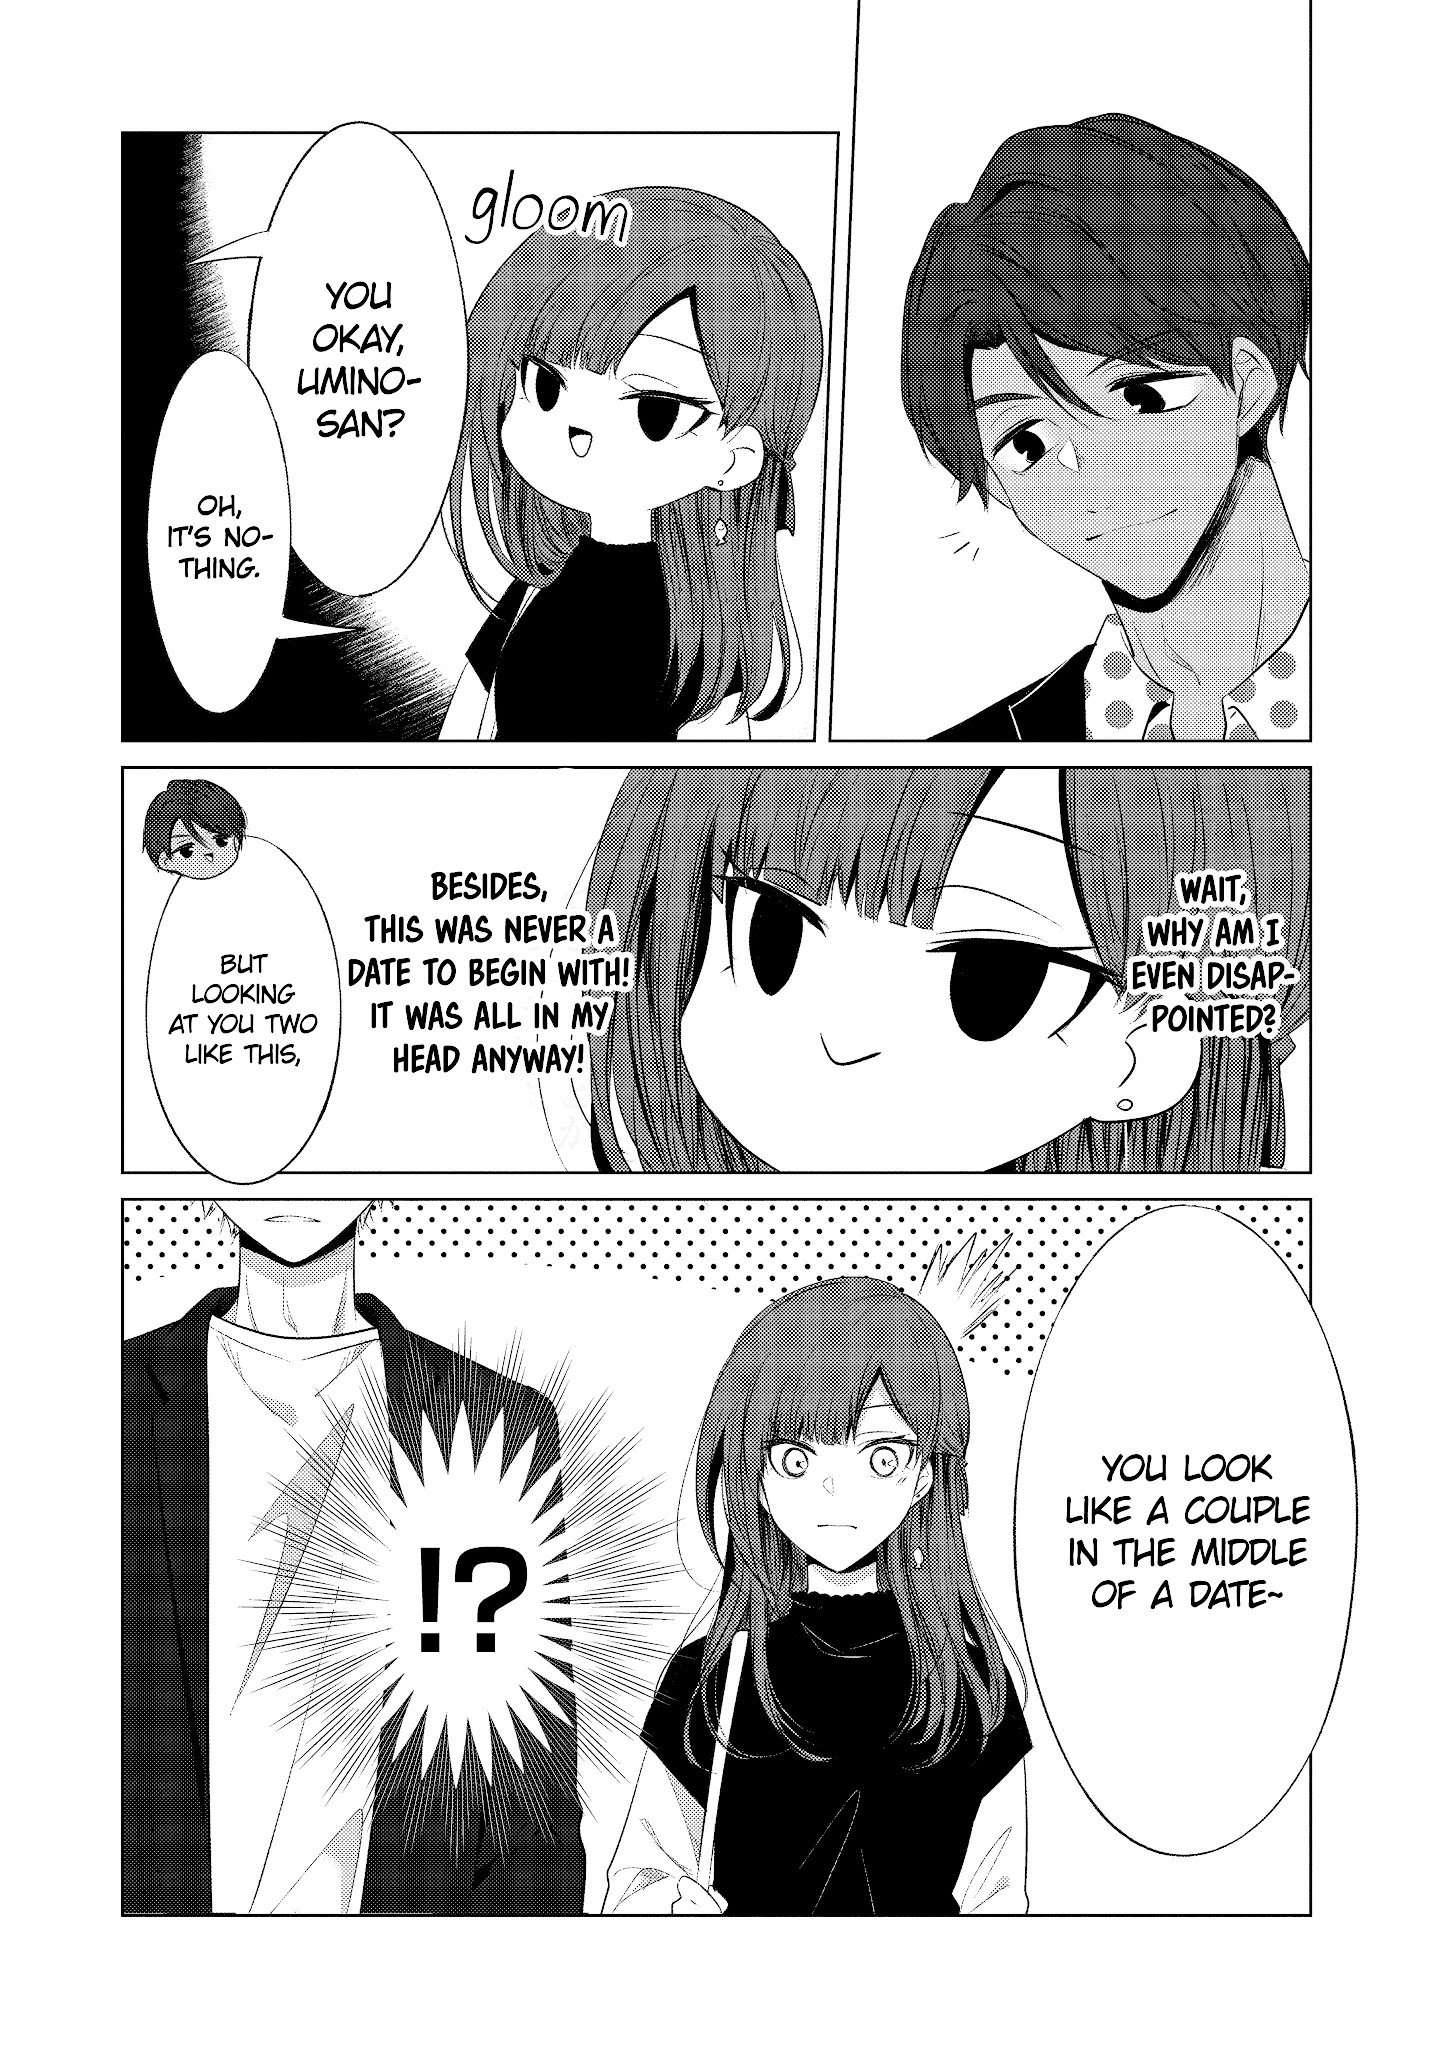 gloom
YOU
OKAY,
UMINO-
SAN?
OH,
IT'S NO-
THING.
WAIT,
WHY AM I
EVEN DISAP-
POINTED?
BESIDES,
THIS WAS NEVER A
DATE TO BEGIN WITH!
IT WAS ALL IN MY
HEAD ANYWAY!
BUT
LOOKING
AT YOU TWO
LIKE THIS,
YOU LOOK
LIKE A COUPLE
IN THE MIDDLE
OF A DATE~
!?